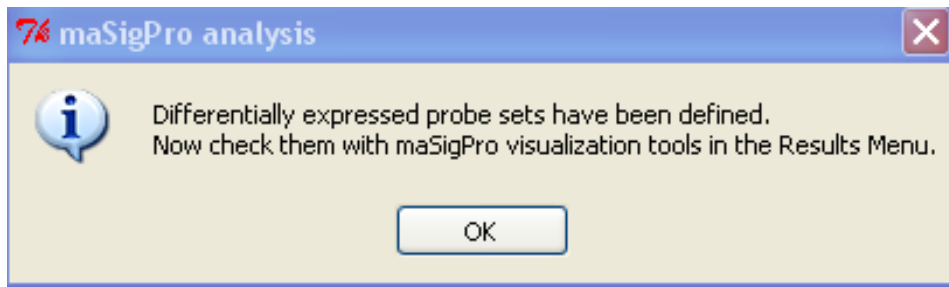 maSigPro analysis
Differentially expressed probe sets have been defined.
Now check them with maSigPro visualization tools in the Results Menu.
OK